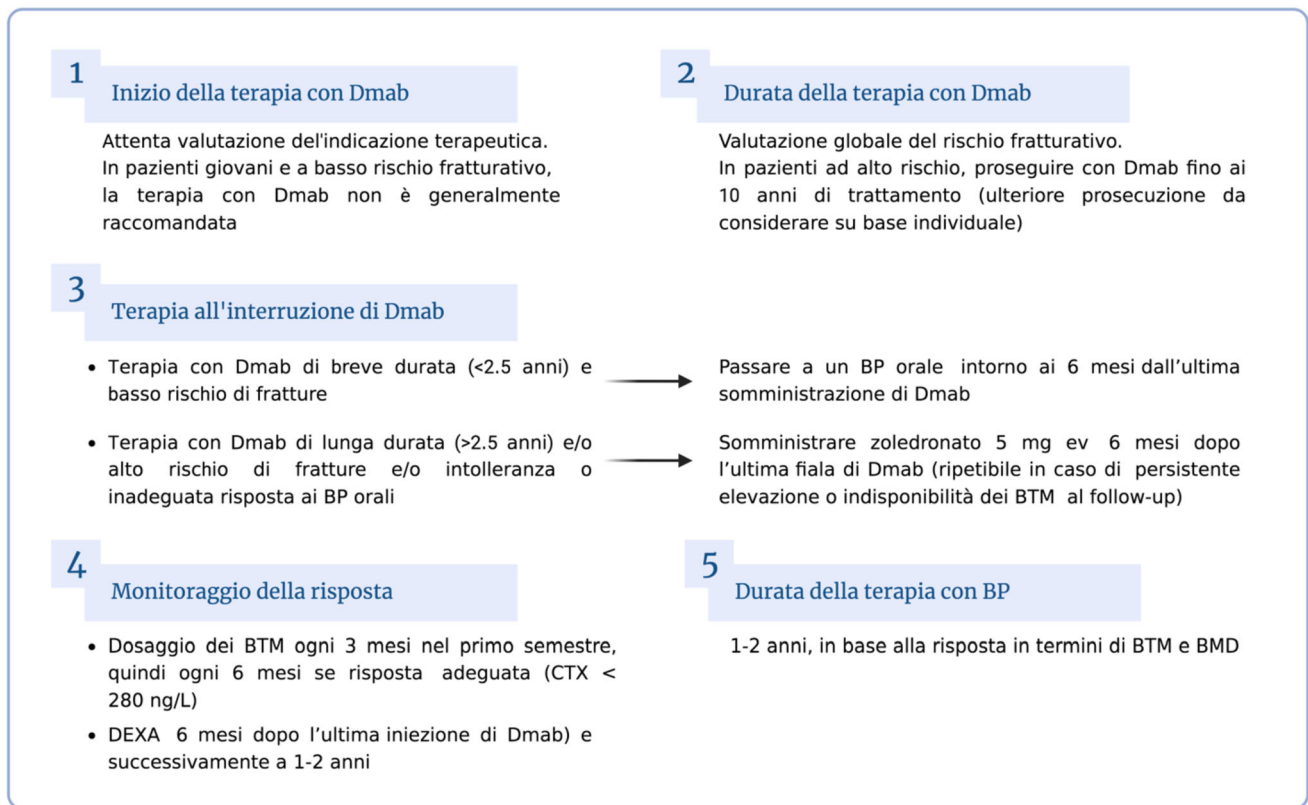 1
Inizio della terapia con Dmab
Attenta valutazione del'indicazione terapeutica.
In pazienti giovani e a basso rischio fratturativo,
la terapia con Dmab non è generalmente
raccomandata
2
Durata della terapia con Dmab
Valutazione globale del rischio fratturativo.
In pazienti ad alto rischio, proseguire con Dmab fino ai
10 anni di trattamento (ulteriore prosecuzione da
considerare su base individuale)
3
Terapia all'interruzione di Dmab
• Terapia con Dmab di breve durata (<2.5 anni) e
basso rischio di fratture
Passare a un BP orale intorno ai 6 mesi dall’ultima
somministrazione di Dmab
• Terapia con Dmab di lunga durata (>2.5 anni) e/o
alto rischio di fratture e/o intolleranza o
inadeguata risposta ai BP orali
Somministrare zoledronato 5 mg ev 6 mesi dopo
l’ultima fiala di Dmab (ripetibile in caso di persistente
elevazione o indisponibilità dei BTM al follow-up)
4
Monitoraggio della risposta
• Dosaggio dei BTM ogni 3 mesi nel primo semestre,
quindi ogni 6 mesi se risposta adeguata (CTX <
280 ng/L)
• DEXA 6 mesi dopo l’ultima iniezione di Dmab) e
successivamente a 1-2 anni
5
Durata della terapia con BP
1-2 anni, in base alla risposta in termini di BTM e BMD